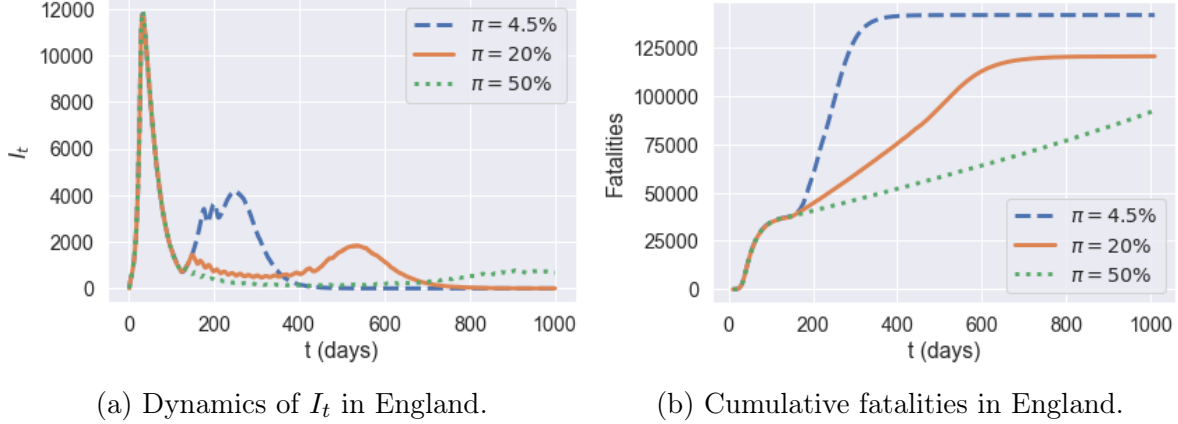 12000
10000
8000
6000
4000
2000
0
I_t
π = 4.5%
π = 20%
π = 50%
0 200 400 600 800 1000
t (days)
125000
100000
75000
50000
25000
0
Fatalities
π = 4.5%
π = 20%
π = 50%
0 200 400 600 800 1000
t (days)
(a) Dynamics of I_t in England.
(b) Cumulative fatalities in England.